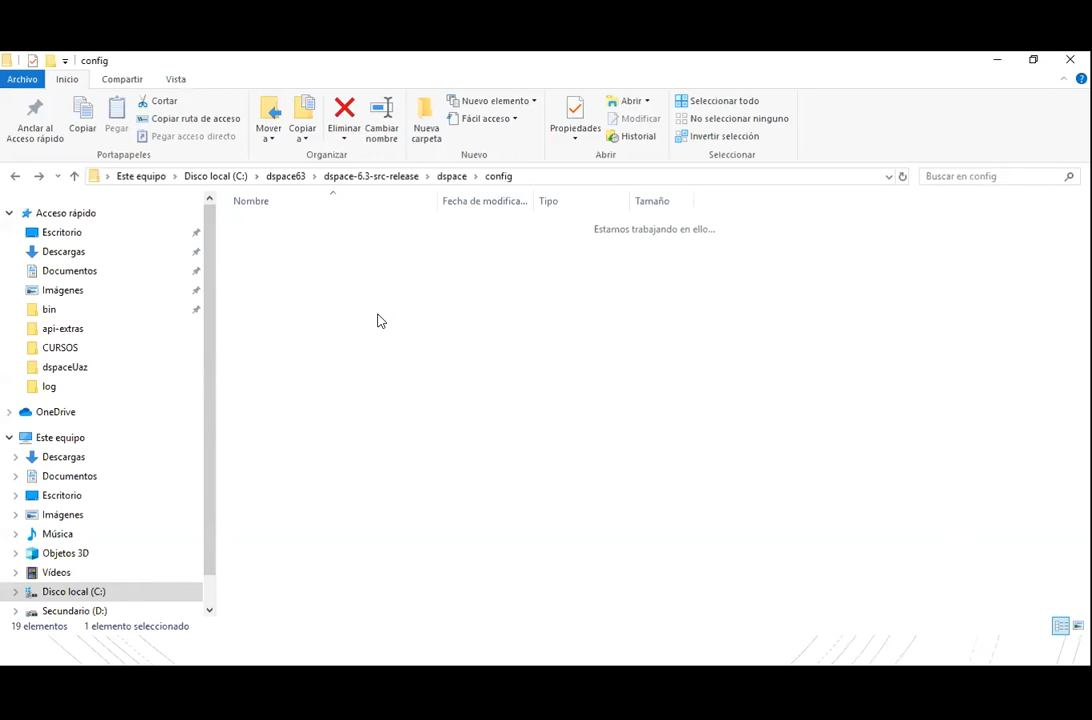 config
Archivo Inicio Compartir Vista
Anclar al Acceso rápido
Copiar
Pegar
Cortar
Copiar ruta de acceso
Pegar acceso directo
Portapapeles
Mover a
Copiar a
Eliminar
Cambiar nombre
Organizar
Nueva carpeta
Nuevo elemento
Fácil acceso
Nuevo
Propiedades
Abrir
Modificar
Historial
Abrir
Seleccionar todo
No seleccionar ninguno
Invertir selección
Seleccionar
Este equipo > Disco local (C:) > dspace63 > dspace-6.3-src-release > dspace > config
Buscar en config
Nombre Fecha de modifica... Tipo Tamaño
Estamos trabajando en ello...
Acceso rápido
Escritorio
Descargas
Documentos
Imágenes
bin
api-extras
CURSOS
dspaceUaz
log
OneDrive
Este equipo
Descargas
Documentos
Escritorio
Imágenes
Música
Objetos 3D
Vídeos
Disco local (C:)
Secundario (D:)
19 elementos 1 elemento seleccionado